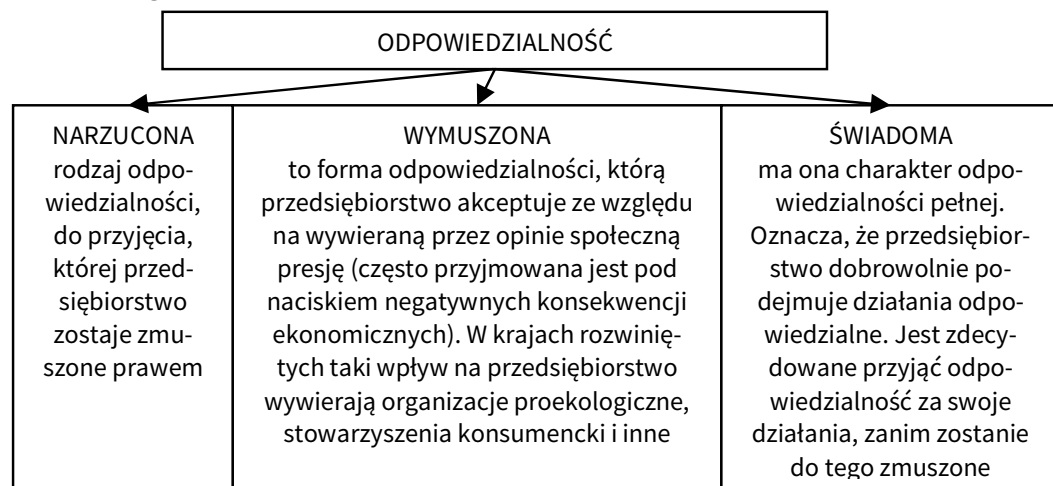 ODPOWIEDZIALNOŚĆ
NARZUCONA
rodzaj odpo-
wiedzialności,
do przyjęcia,
której przed-
siębiorstwo
zostaje zmu-
szone prawem
WYMUSZONA
to forma odpowiedzialności, którą
przedsiębiorstwo akceptuje ze względu
na wywieraną przez opinie społeczną
presję (często przyjmowana jest pod
naciskiem negatywnych konsekwencji
ekonomicznych). W krajach rozwinię-
tych taki wpływ na przedsiębiorstwo
wywierają organizacje proekologiczne,
stowarzyszenia konsumencki i inne
ŚWIADOMA
ma ona charakter odpo-
wiedzialności pełnej.
Oznacza, że przedsiębior-
stwo dobrowolnie po-
dejmuje działania odpo-
wiedzialne. Jest zdecy-
dowane przyjąć odpo-
wiedzialność za swoje
działania, zanim zostanie
do tego zmuszone